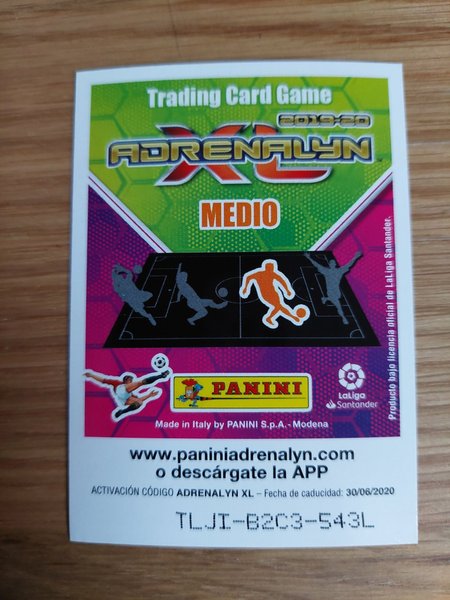 Trading Card Game
2019-20
ADRENALYN
XL
MEDIO
PANINI
LaLiga
Santander
Made in Italy by PANINI S.p.A. - Modena
Producto bajo licencia oficial de LaLiga Santander.
www.paniniadrenalyn.com
o descárgate la APP
ACTIVACIÓN CÓDIGO ADRENALYN XL – Fecha de caducidad: 30/06/2020
TLJI-B2C3-543L